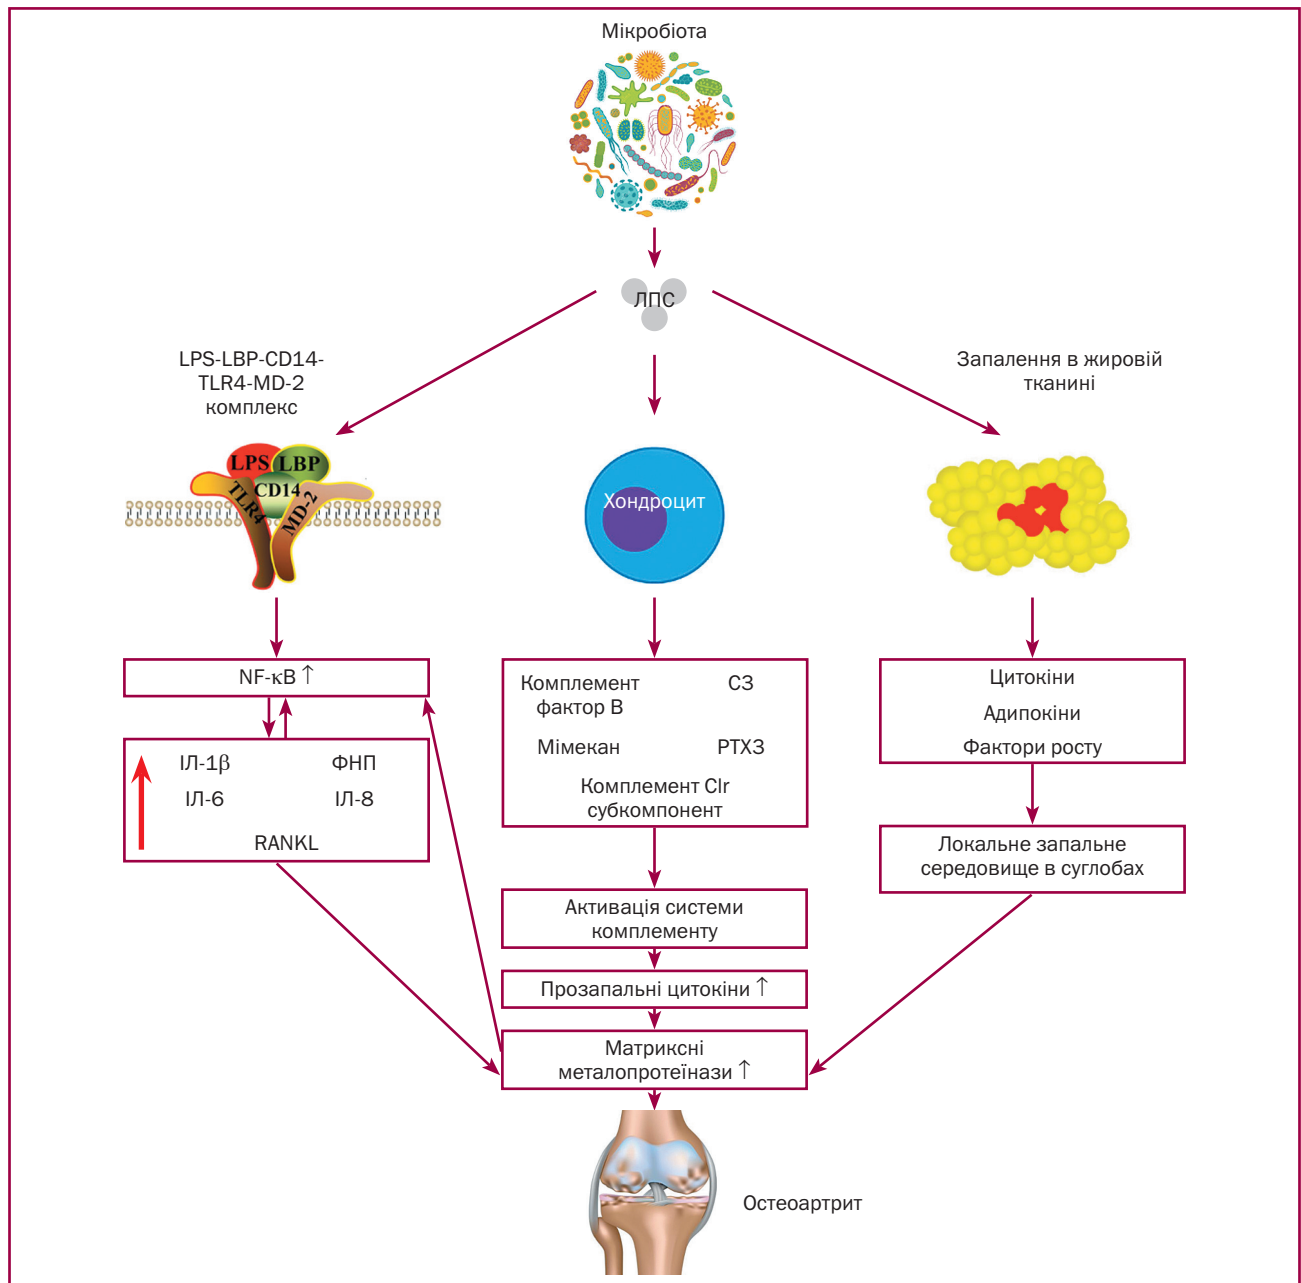 Мікробіота
ЛПС
LPS-LBP-CD14-
TLR4-MD-2
комплекс
Запалення в жировій
тканині
LPS
LBP
CD14
TLR4
MD-2
Хондроцит
NF-κB ↑
ІЛ-1β
ФНП
ІЛ-6
ІЛ-8
RANKL
Комплемент
фактор В
С3
Мімекан
РТХ3
Комплемент Clr
субкомпонент
Цитокіни
Адипокіни
Фактори росту
Локальне запальне
середовище в суглобах
Активація системи
комплементу
Прозапальні цитокіни ↑
Матриксні
металопротеїнази ↑
Остеоартрит